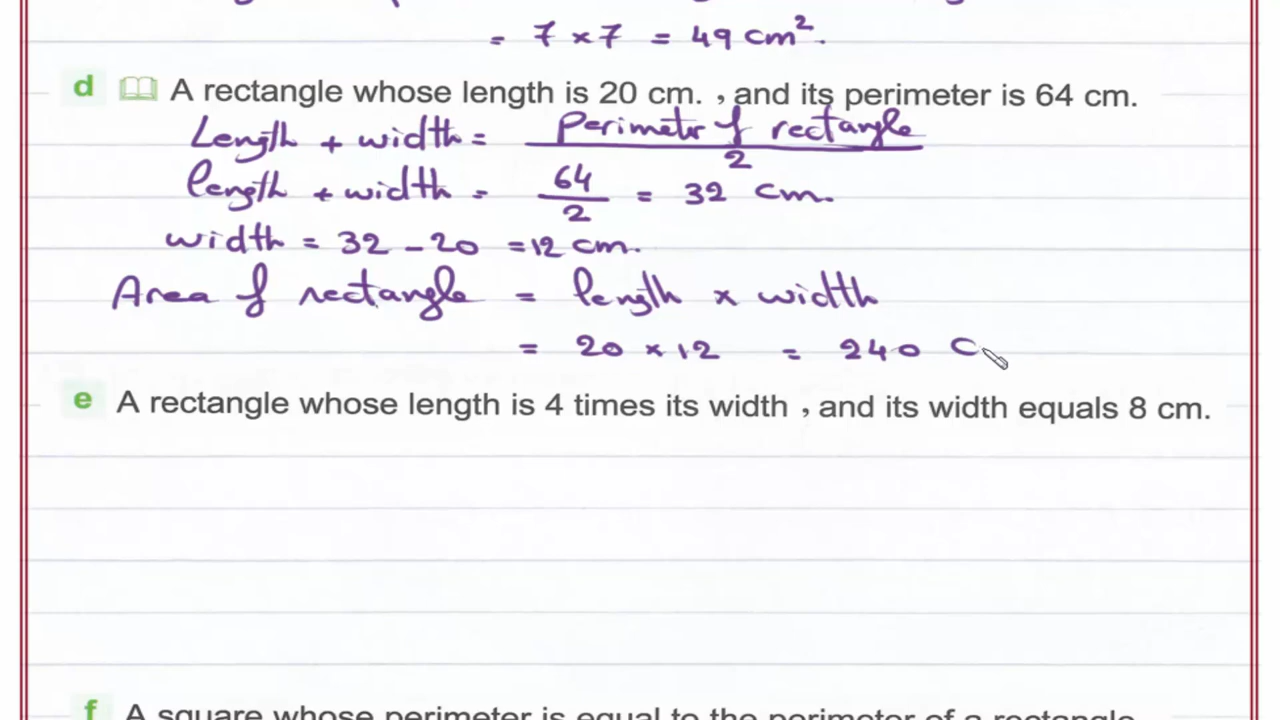 = 7 × 7 = 49 cm².
d A rectangle whose length is 20 cm. , and its perimeter is 64 cm.
Length + width = Perimeter of rectangle / 2
length + width = 64 / 2 = 32 cm.
width = 32 - 20 = 12 cm.
Area of rectangle = length × width
= 20 × 12 = 240 c
e A rectangle whose length is 4 times its width , and its width equals 8 cm.
f A square whose perimeter is equal to the perimeter of a rectangle